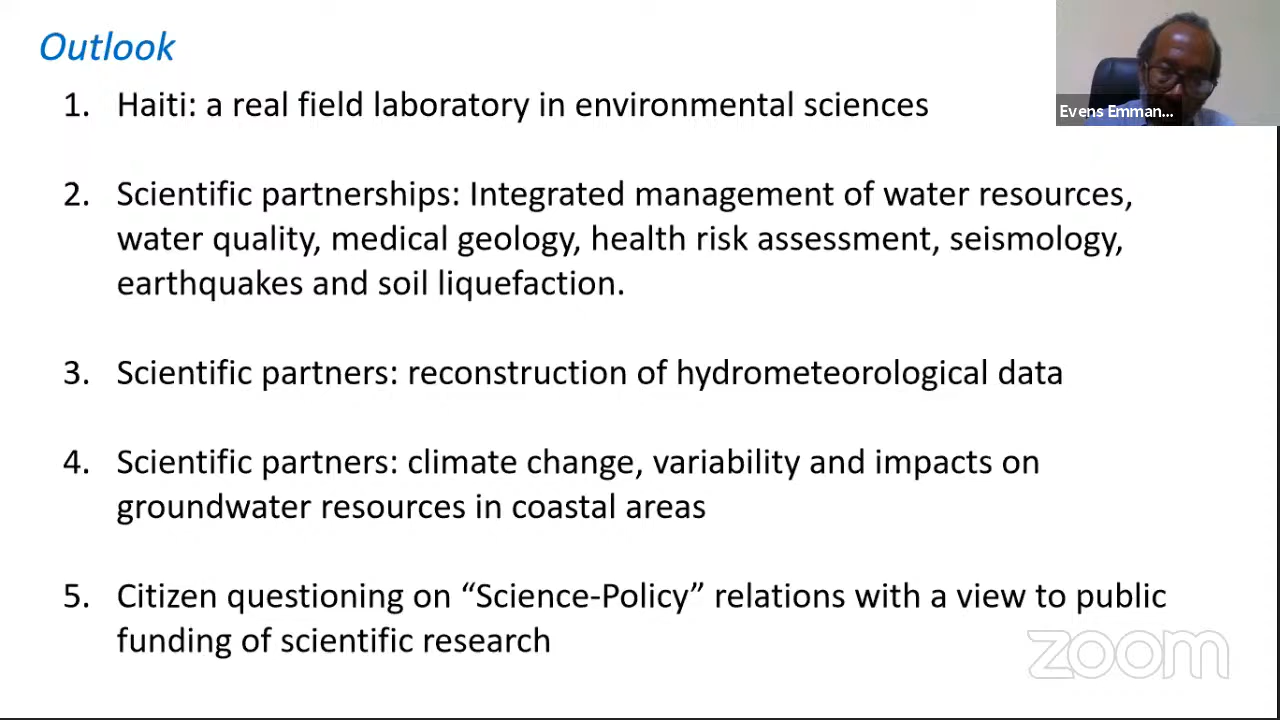 Outlook
Evens Emman...
1. Haiti: a real field laboratory in environmental sciences
2. Scientific partnerships: Integrated management of water resources,
water quality, medical geology, health risk assessment, seismology,
earthquakes and soil liquefaction.
3. Scientific partners: reconstruction of hydrometeorological data
4. Scientific partners: climate change, variability and impacts on
groundwater resources in coastal areas
5. Citizen questioning on “Science-Policy” relations with a view to public
funding of scientific research
zoom